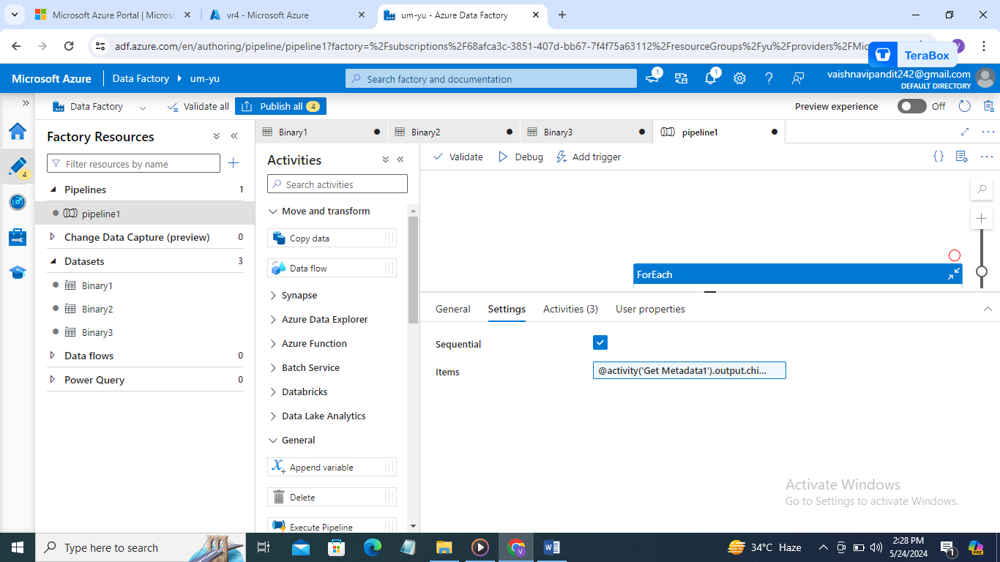 Microsoft Azure Portal | Micros
vr4 - Microsoft Azure
um-yu - Azure Data Factory
adf.azure.com/en/authoring/pipeline/pipeline1?factory=%2Fsubscriptions%2F68afca3c-3851-407d-bb67-7f4f75a63112%2FresourceGroups%2Fyu%2Fproviders%2FMic
V
TeraBox
Microsoft Azure
Data Factory
um-yu
Search factory and documentation
1
1
vaishnavipandit242@gmail.com
DEFAULT DIRECTORY
Data Factory
Validate all
Publish all
4
Preview experience
Off
4
Factory Resources
Filter resources by name
Pipelines
1
pipeline1
Change Data Capture (preview)
0
Datasets
3
Binary1
Binary2
Binary3
Data flows
0
Power Query
0
Binary1
Binary2
Binary3
pipeline1
Activities
Search activities
Move and transform
Copy data
Data flow
Synapse
Azure Data Explorer
Azure Function
Batch Service
Databricks
Data Lake Analytics
General
Append variable
Delete
Execute Pipeline
Validate
Debug
Add trigger
ForEach
General
Settings
Activities (3)
User properties
Sequential
Items
@activity('Get Metadata1').output.chi...
Activate Windows
Go to Settings to activate Windows.
Type here to search
34°C Haze
2:28 PM
5/24/2024
1
PRE